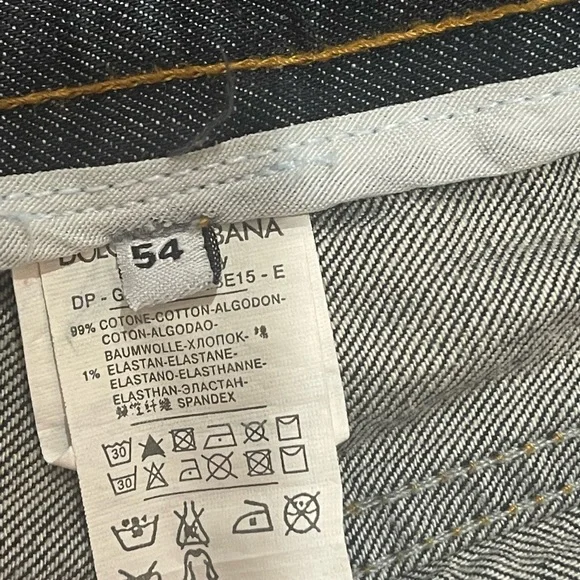 54
BANA
DP - G E15 - E
99% COTONE-COTTON-ALGODON-
COTON-ALGODAO-
BAUMWOLLE-ХЛОПОК-
1% ELASTAN-ELASTANE-
ELASTANO-ELASTHANNE-
ELASTHAN-ЭЛАСТАН-
SPANDEX
30
30